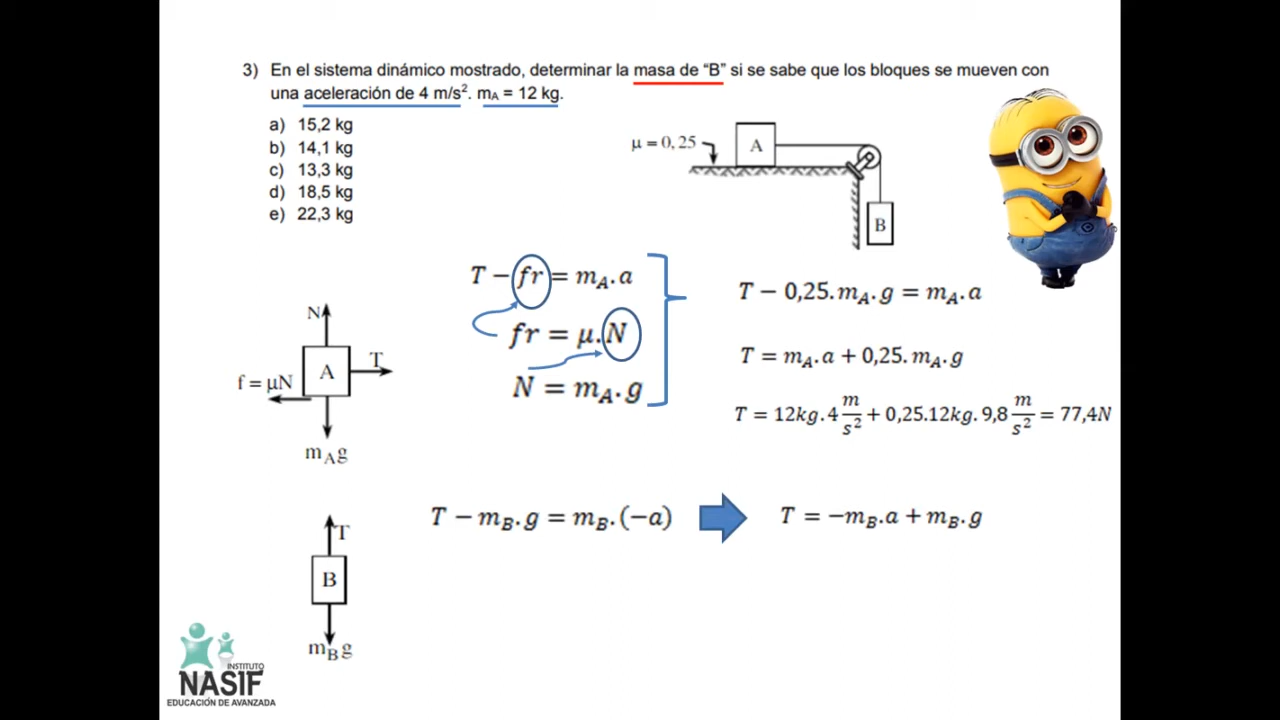 3) En el sistema dinámico mostrado, determinar la masa de “B” si se sabe que los bloques se mueven con
una aceleración de 4 m/s². mA = 12 kg.
a) 15,2 kg
b) 14,1 kg
c) 13,3 kg
d) 18,5 kg
e) 22,3 kg
μ = 0,25
A
B
T − fr = mA.a
fr = μ.N
N = mA.g
T − 0,25.mA.g = mA.a
T = mA.a + 0,25.mA.g
T = 12kg.4 m/s² + 0,25.12kg.9,8 m/s² = 77,4N
N
A
T
f = μN
mAg
T − mB.g = mB.(−a)
T = −mB.a + mB.g
T
B
mBg
INSTITUTO
NASIF
EDUCACIÓN DE AVANZADA